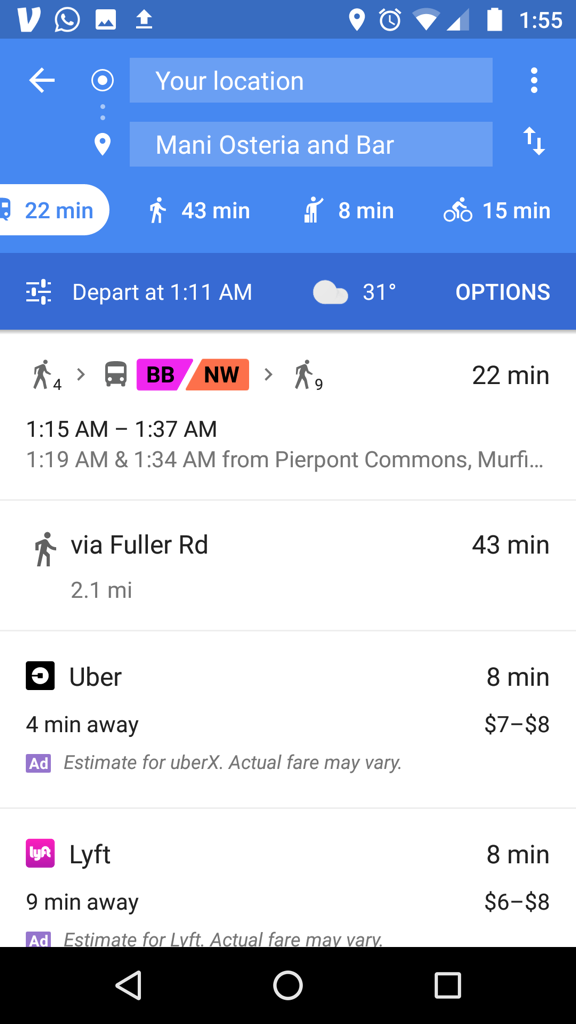 1:55
Your location
Mani Osteria and Bar
22 min 43 min 8 min 15 min
Depart at 1:11 AM 31° OPTIONS
4 > BB NW > 9 22 min
1:15 AM – 1:37 AM
1:19 AM & 1:34 AM from Pierpont Commons, Murfi...
via Fuller Rd 43 min
2.1 mi
Uber 8 min
4 min away $7–$8
Ad Estimate for uberX. Actual fare may vary.
lyft Lyft 8 min
9 min away $6–$8
Ad Estimate for Lyft. Actual fare may vary.